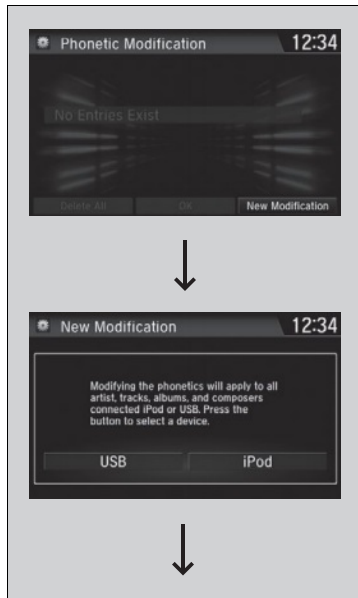 Phonetic Modification 12:34
No Entries Exist
Delete All OK New Modification
New Modification 12:34
Modifying the phonetics will apply to all
artist, tracks, albums, and composers
connected iPod or USB. Press the
button to select a device.
USB iPod